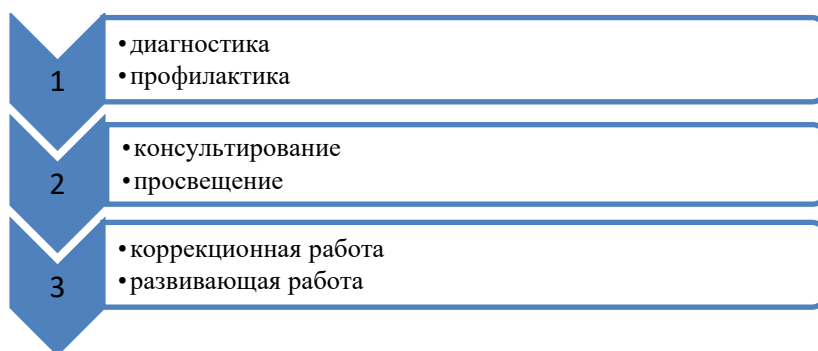 1
•диагностика
•профилактика
2
•консультирование
•просвещение
3
•коррекционная работа
•развивающая работа